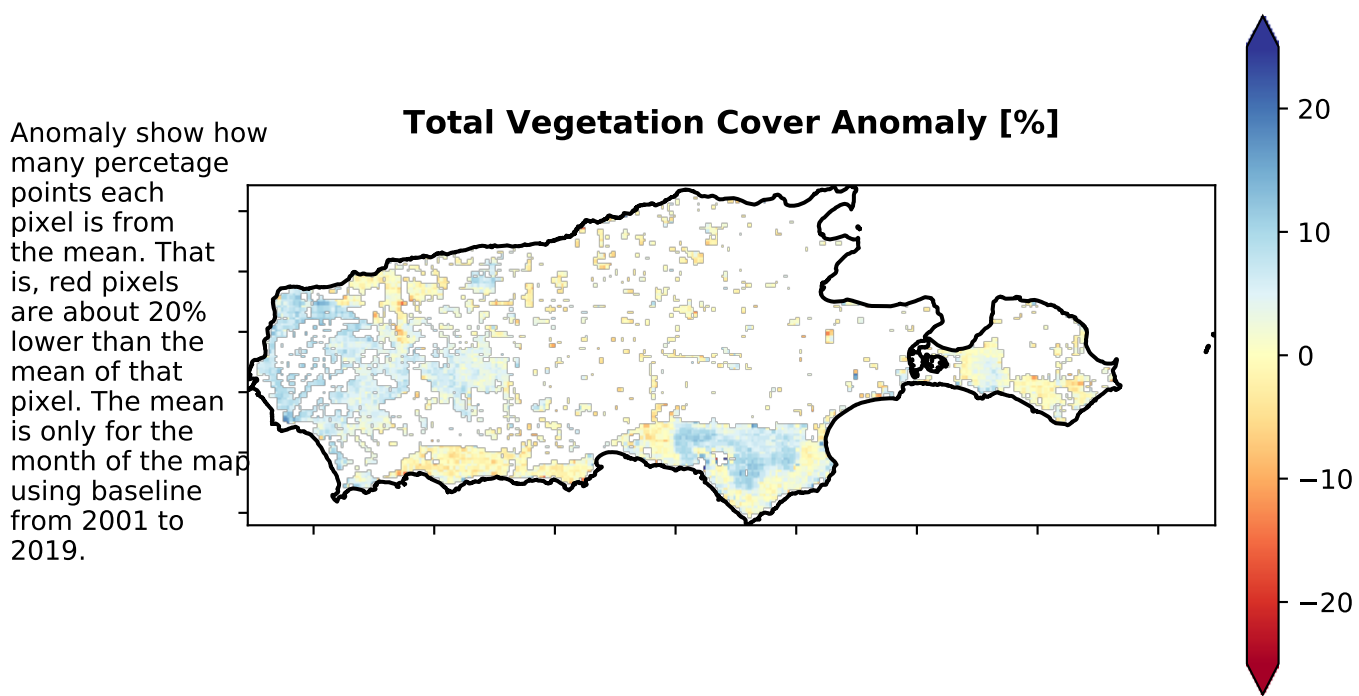 Total Vegetation Cover Anomaly [%]
Anomaly show how
many percetage
points each
pixel is from
the mean. That
is, red pixels
are about 20%
lower than the
mean of that
pixel. The mean
is only for the
month of the map
using baseline
from 2001 to
2019.
20
10
0
−10
−20